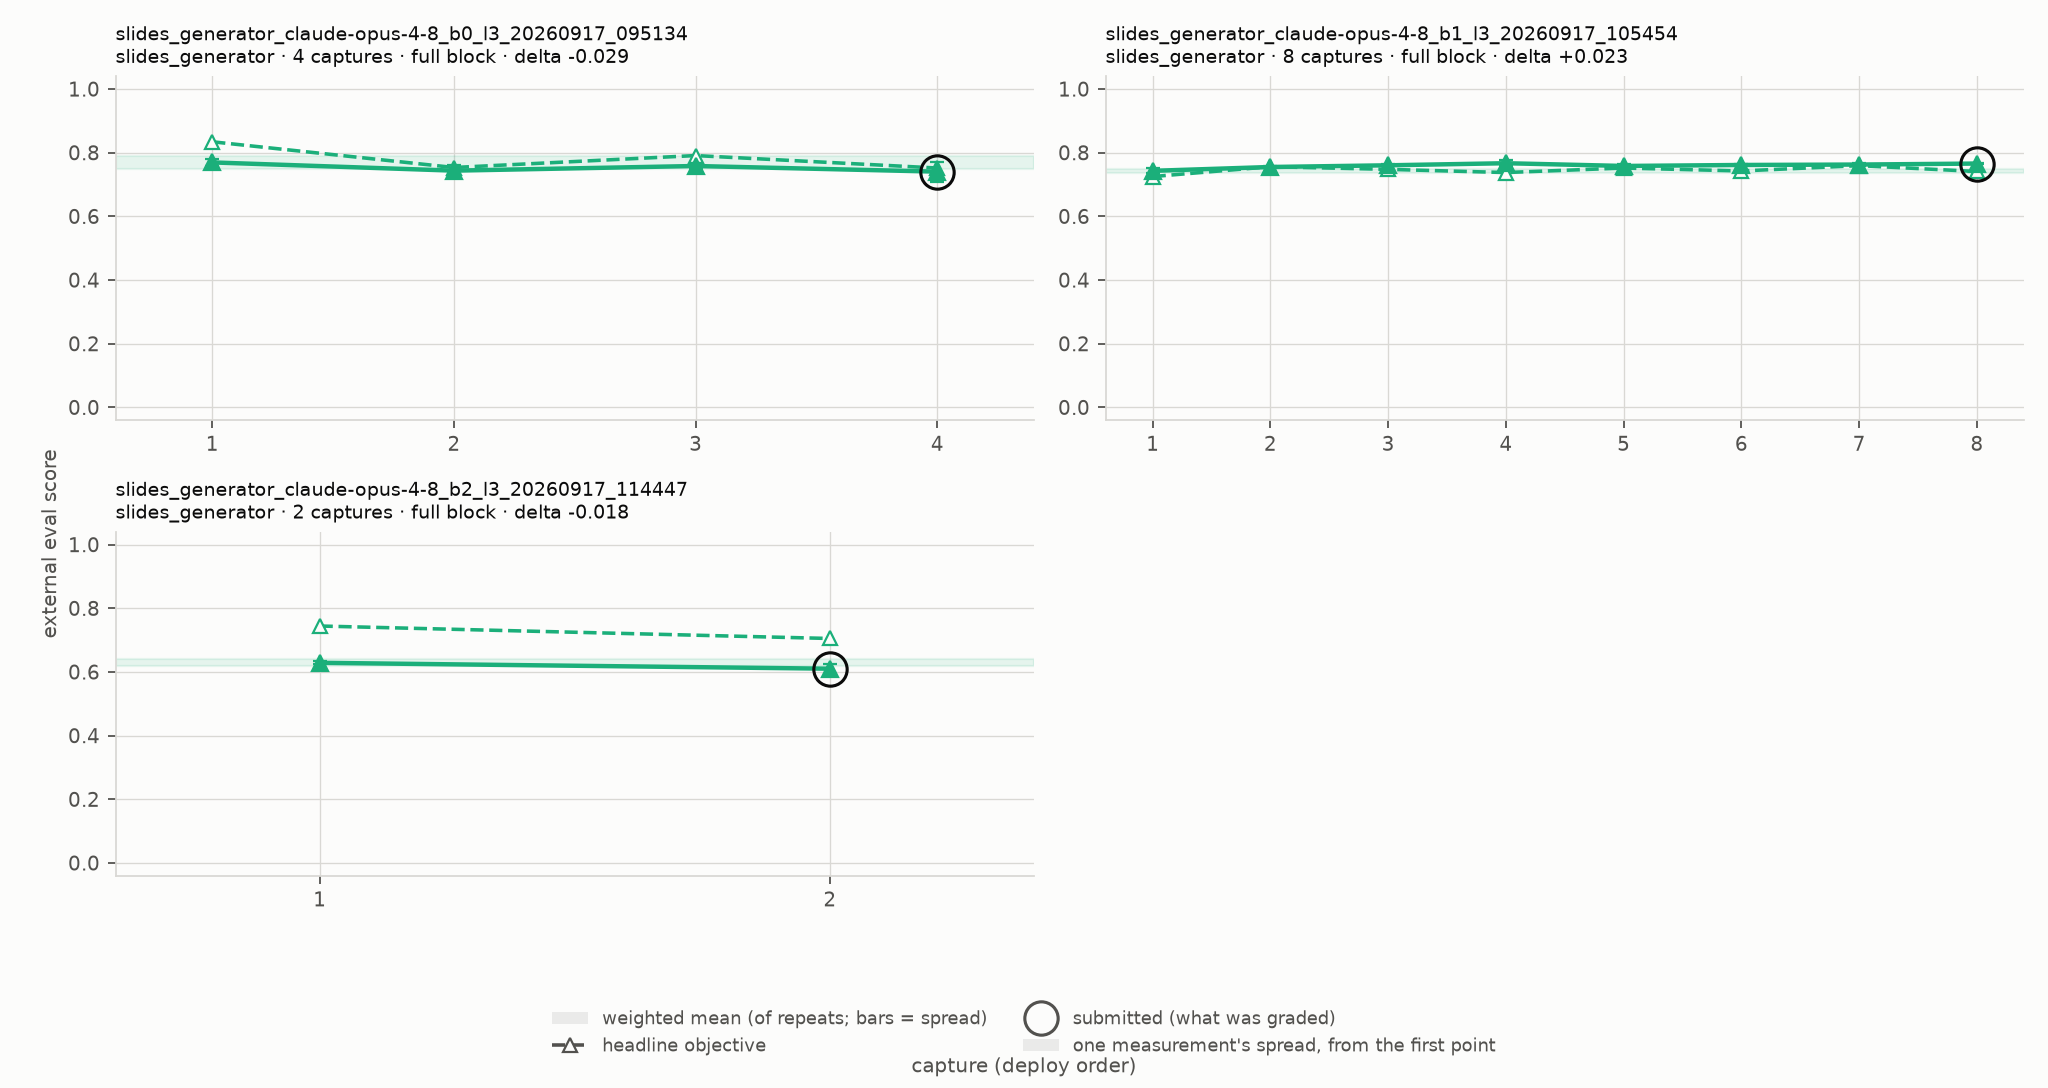 slides_generator_claude-opus-4-8_b0_l3_20260917_095134
slides_generator · 4 captures · full block · delta -0.029
1.0
0.8
0.6
0.4
0.2
0.0
1 2 3 4
slides_generator_claude-opus-4-8_b1_l3_20260917_105454
slides_generator · 8 captures · full block · delta +0.023
1.0
0.8
0.6
0.4
0.2
0.0
1 2 3 4 5 6 7 8
external eval score
slides_generator_claude-opus-4-8_b2_l3_20260917_114447
slides_generator · 2 captures · full block · delta -0.018
1.0
0.8
0.6
0.4
0.2
0.0
1 2
weighted mean (of repeats; bars = spread)
headline objective
submitted (what was graded)
one measurement's spread, from the first point
capture (deploy order)